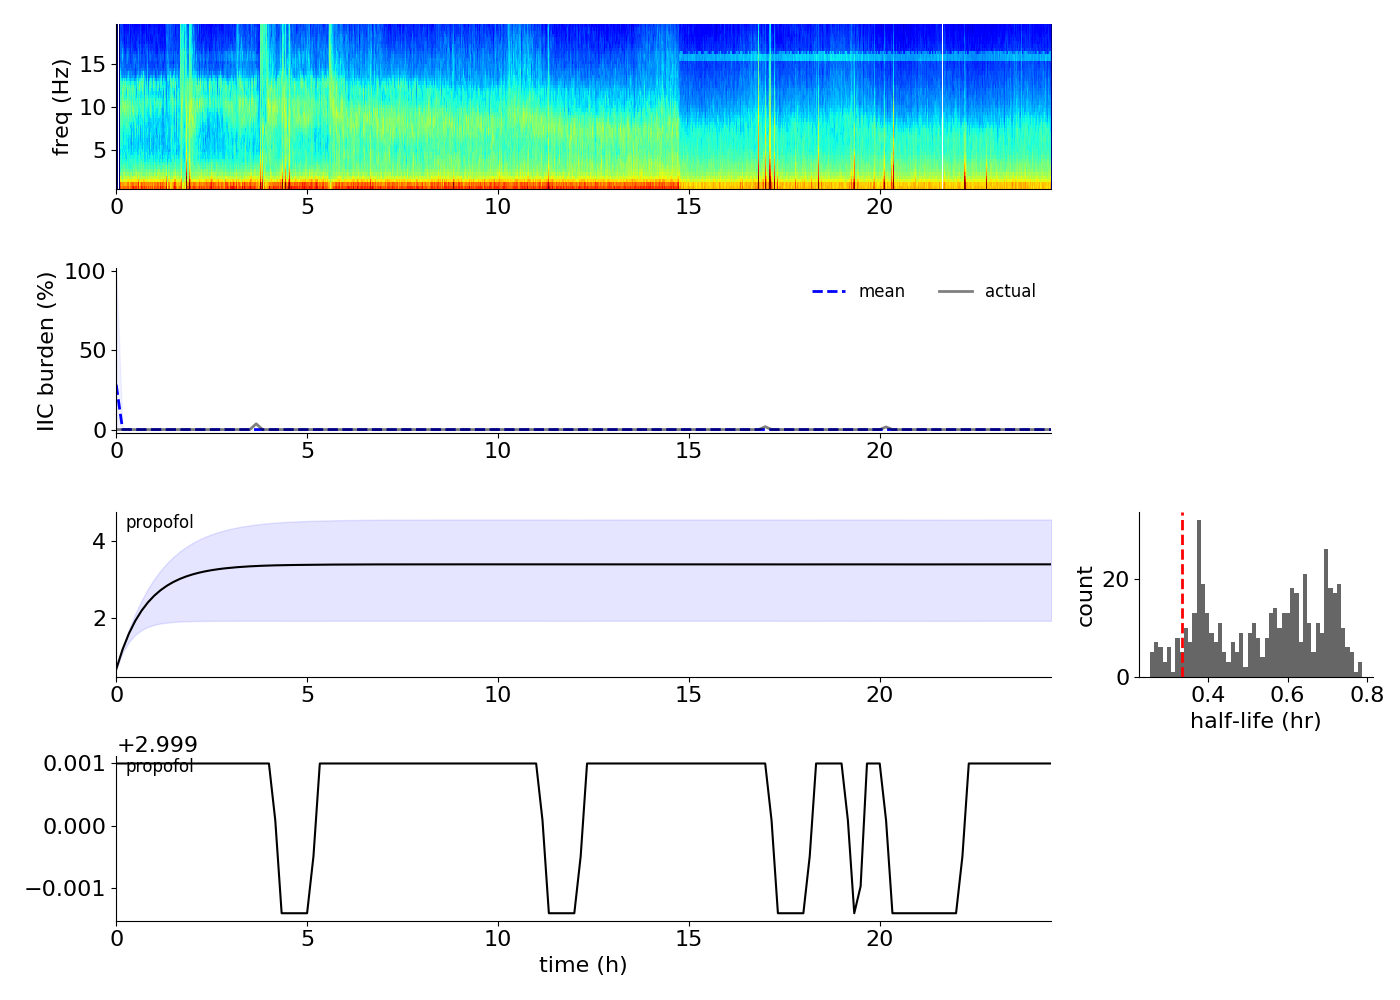 freq (Hz)
15
10
5
0 5 10 15 20
IIC burden (%)
100
50
0
mean actual
0 5 10 15 20
propofol
4
2
0 5 10 15 20
count
20
0
0.4 0.6 0.8
half-life (hr)
+2.999
propofol
0.001
0.000
−0.001
0 5 10 15 20
time (h)